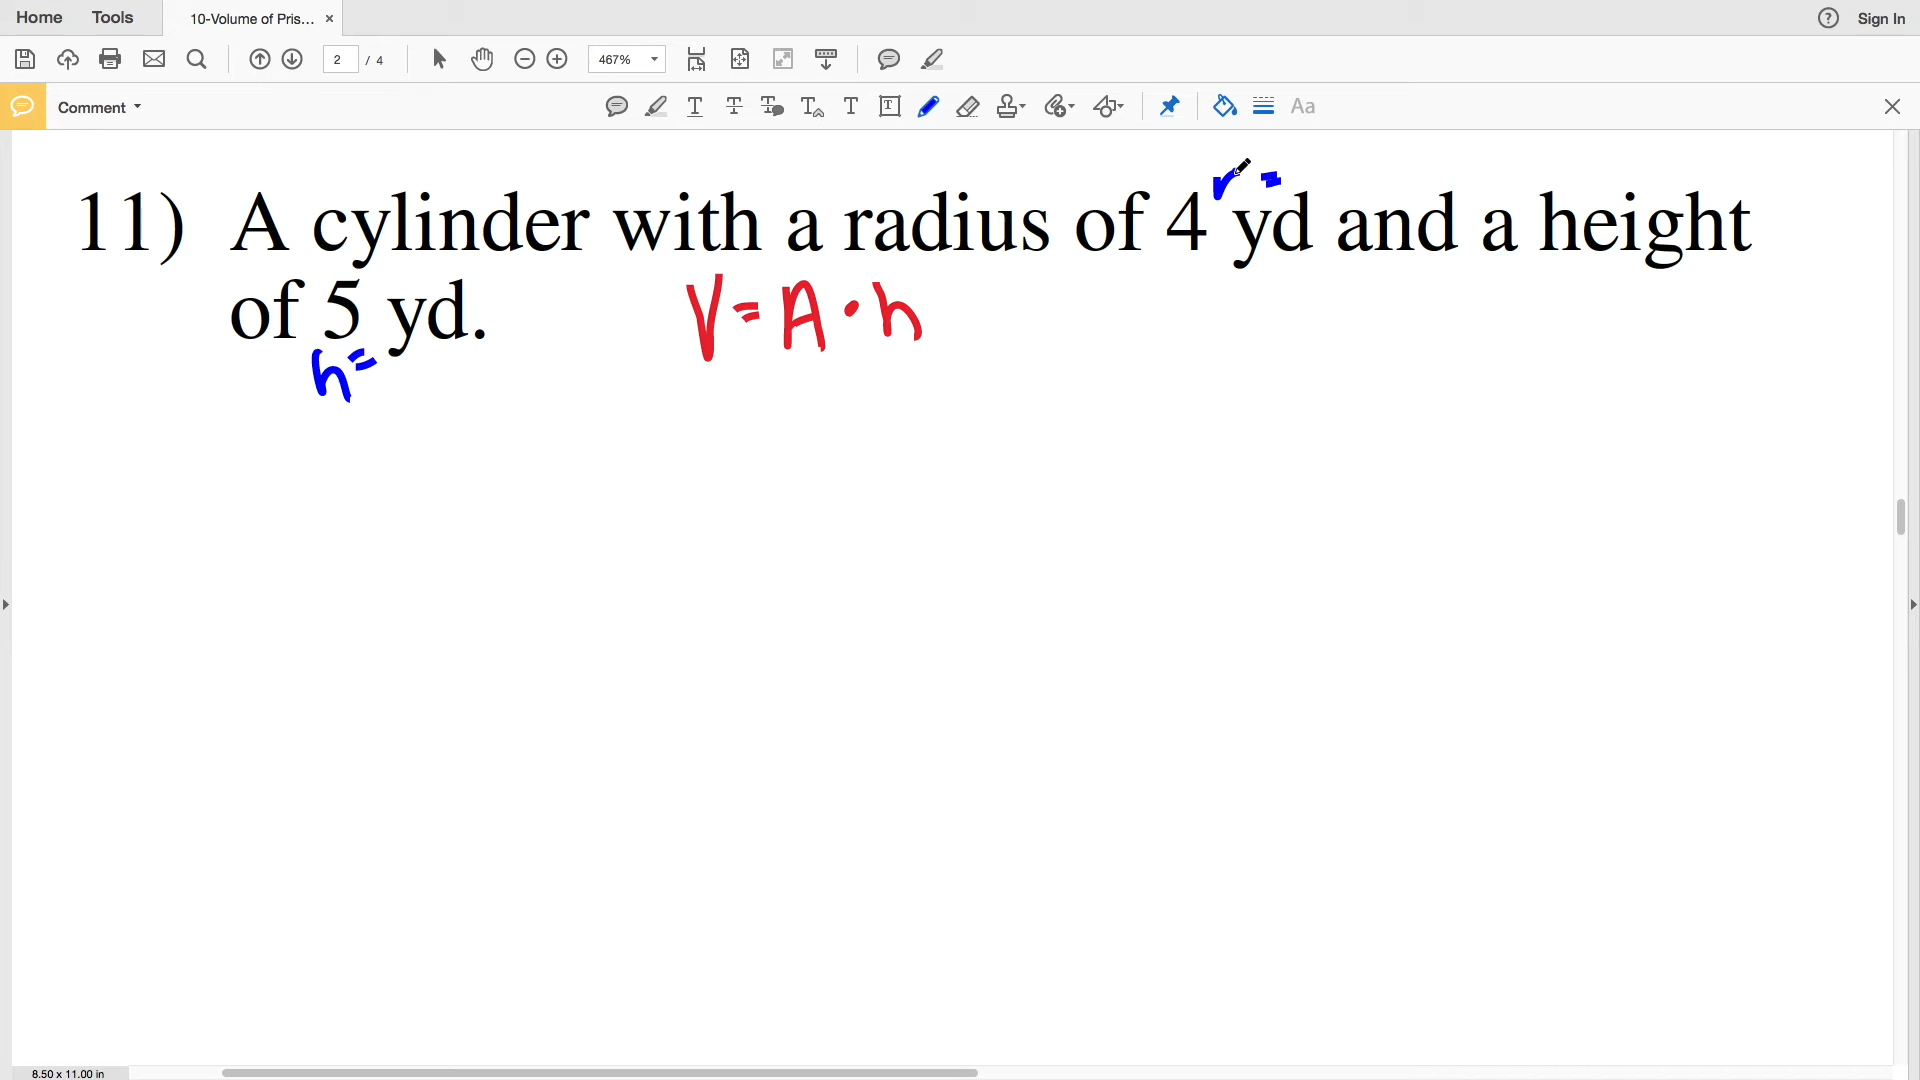 Home Tools 10-Volume of Pris... × ? Sign In
2 / 4 467%
Comment Aa
r =
11) A cylinder with a radius of 4 yd and a height
of 5 yd. V = A · h
h =
8.50 x 11.00 in